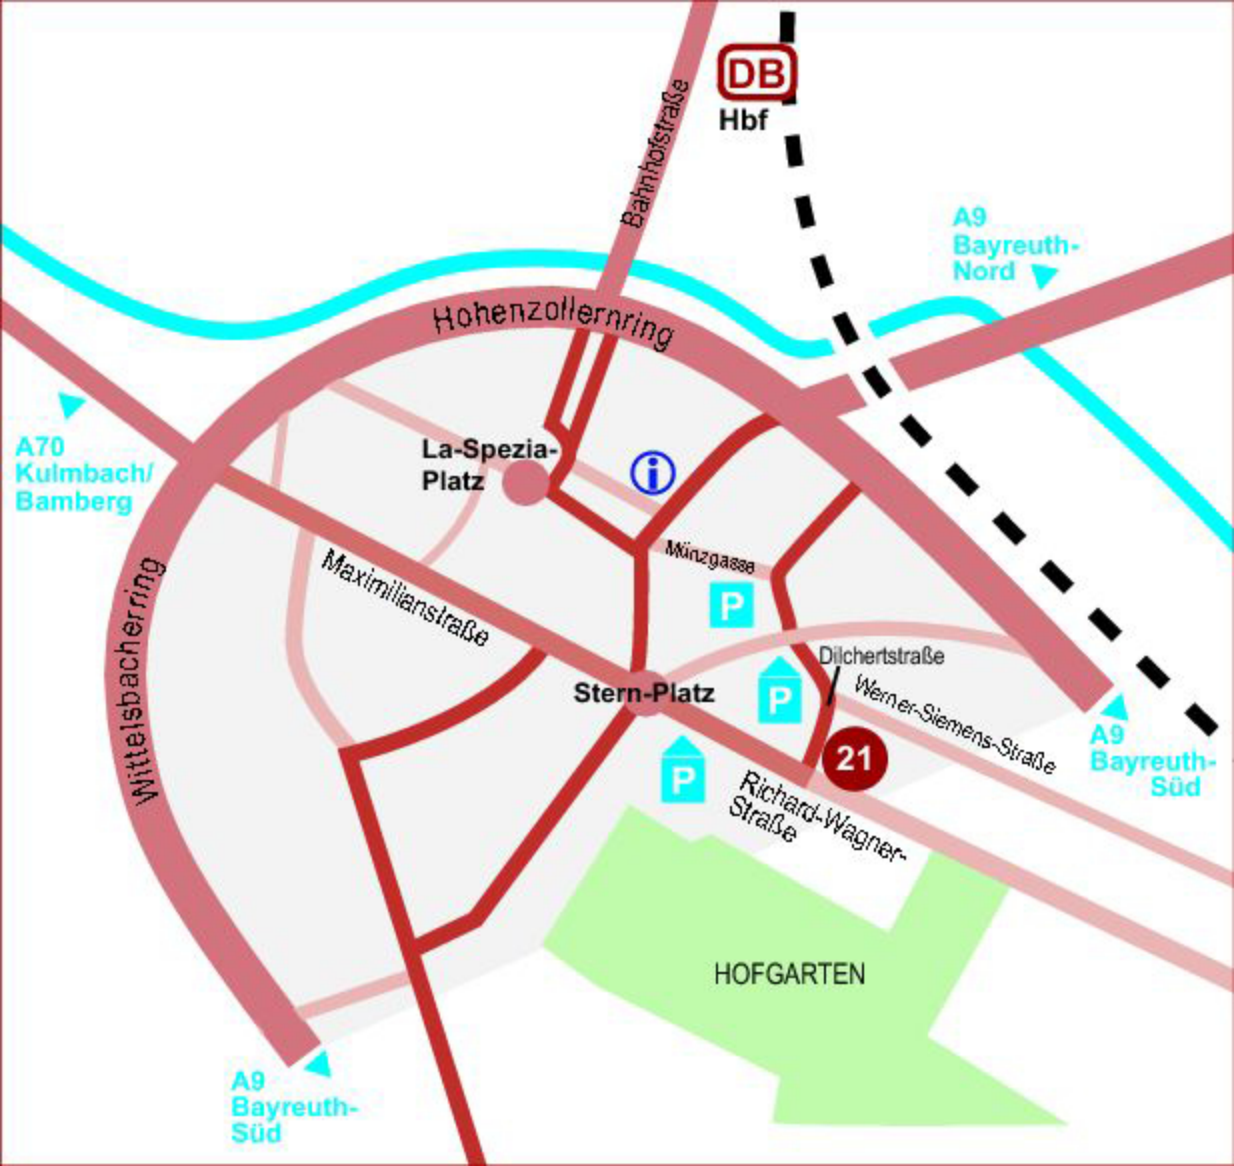 DB
Hbf
Bahnhofstraße
A9
Bayreuth-
Nord
Hohenzollernring
A70
Kulmbach/
Bamberg
La-Spezia-
Platz
i
Münzgasse
Maximilianstraße
P
Wittelsbacherring
Dilchertstraße
Stern-Platz
P
Werner-Siemens-Straße
A9
Bayreuth-
Süd
21
P
Richard-Wagner-
Straße
HOFGARTEN
A9
Bayreuth-
Süd